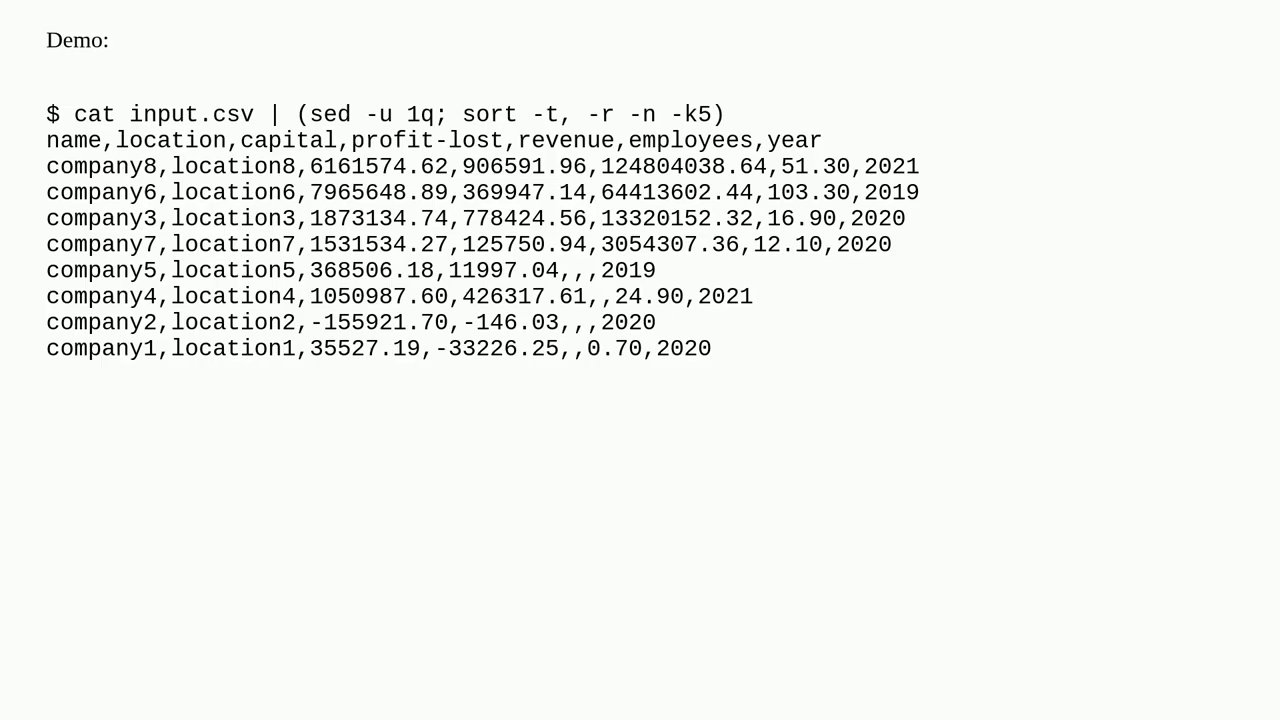 Demo:
$ cat input.csv | (sed -u 1q; sort -t, -r -n -k5)
name,location,capital,profit-lost,revenue,employees,year
company8,location8,6161574.62,906591.96,124804038.64,51.30,2021
company6,location6,7965648.89,369947.14,64413602.44,103.30,2019
company3,location3,1873134.74,778424.56,13320152.32,16.90,2020
company7,location7,1531534.27,125750.94,3054307.36,12.10,2020
company5,location5,368506.18,11997.04,,,2019
company4,location4,1050987.60,426317.61,,24.90,2021
company2,location2,-155921.70,-146.03,,,2020
company1,location1,35527.19,-33226.25,,0.70,2020